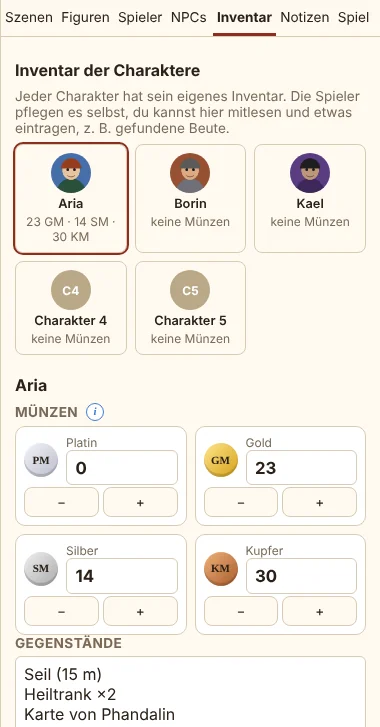 Szenen Figuren Spieler NPCs Inventar Notizen Spiel
Inventar der Charaktere
Jeder Charakter hat sein eigenes Inventar. Die Spieler
pflegen es selbst, du kannst hier mitlesen und etwas
eintragen, z. B. gefundene Beute.
Aria
23 GM · 14 SM ·
30 KM
Borin
keine Münzen
Kael
keine Münzen
C4
Charakter 4
keine Münzen
C5
Charakter 5
keine Münzen
Aria
MÜNZEN i
PM
Platin
0
− +
GM
Gold
23
− +
SM
Silber
14
− +
KM
Kupfer
30
− +
GEGENSTÄNDE
Seil (15 m)
Heiltrank ×2
Karte von Phandalin